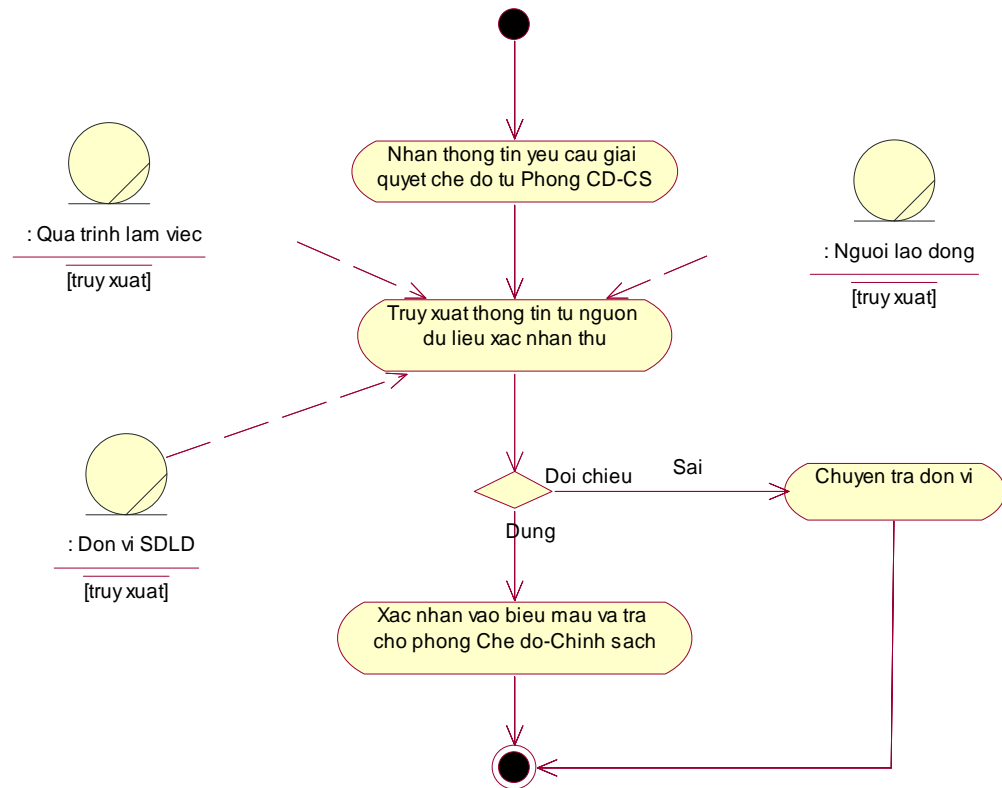 Nhan thong tin yeu cau giai
quyet che do tu Phong CD-CS
: Qua trinh lam viec
[truy xuat]
: Nguoi lao dong
[truy xuat]
Truy xuat thong tin tu nguon
du lieu xac nhan thu
Doi chieu
Sai
Chuyen tra don vi
Dung
: Don vi SDLD
[truy xuat]
Xac nhan vao bieu mau va tra
cho phong Che do-Chinh sach